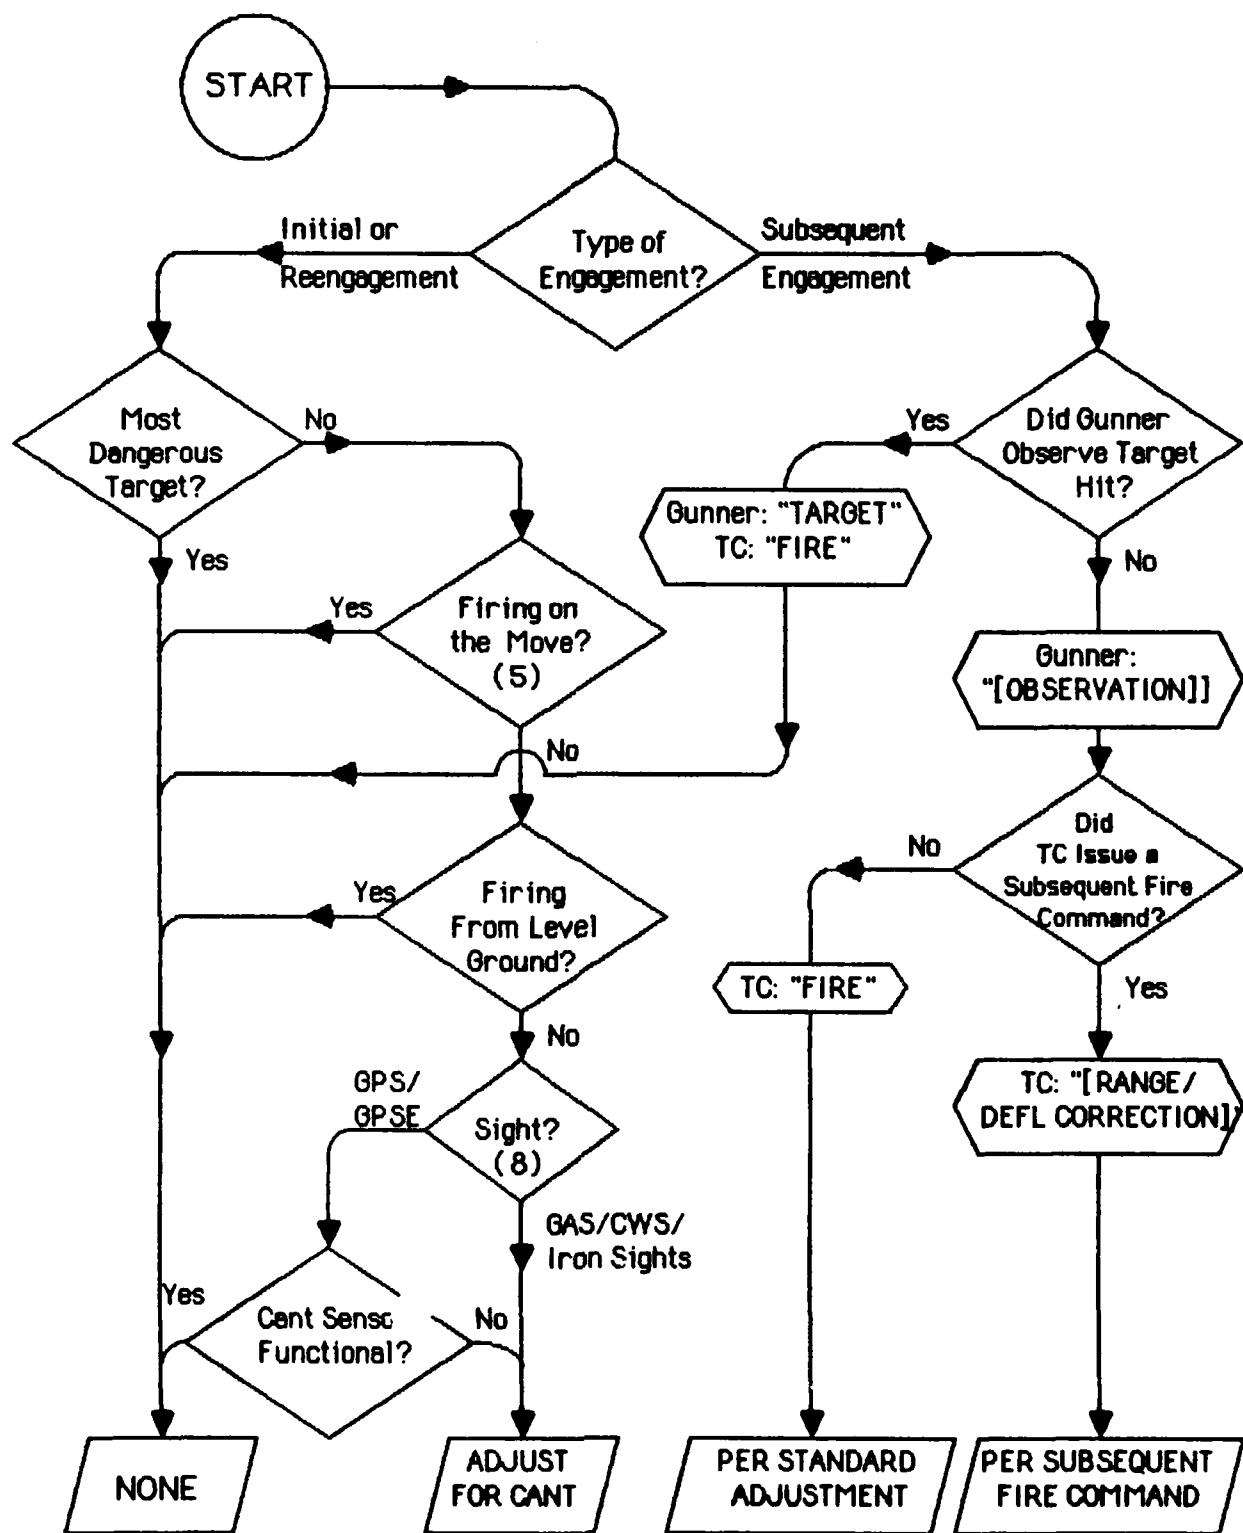 START
Initial or
Reengagement
Type of
Engagement?
Subsequent
Engagement
Most
Dangerous
Target?
No
Yes
Did Gunner
Observe Target
Hit?
Yes
Gunner: "TARGET"
TC: "FIRE"
No
Yes
Firing on
the Move?
(5)
No
Gunner:
"[OBSERVATION]]
Did
TC Issue a
Subsequent Fire
Command?
No
Yes
Firing
From Level
Ground?
TC: "FIRE"
Yes
No
GPS/
GPSE
Sight?
(8)
TC: "[RANGE/
DEFL CORRECTION]"
GAS/CWS/
Iron Sights
Yes
Cant Sensc
Functional?
No
NONE
ADJUST
FOR CANT
PER STANDARD
ADJUSTMENT
PER SUBSEQUENT
FIRE COMMAND